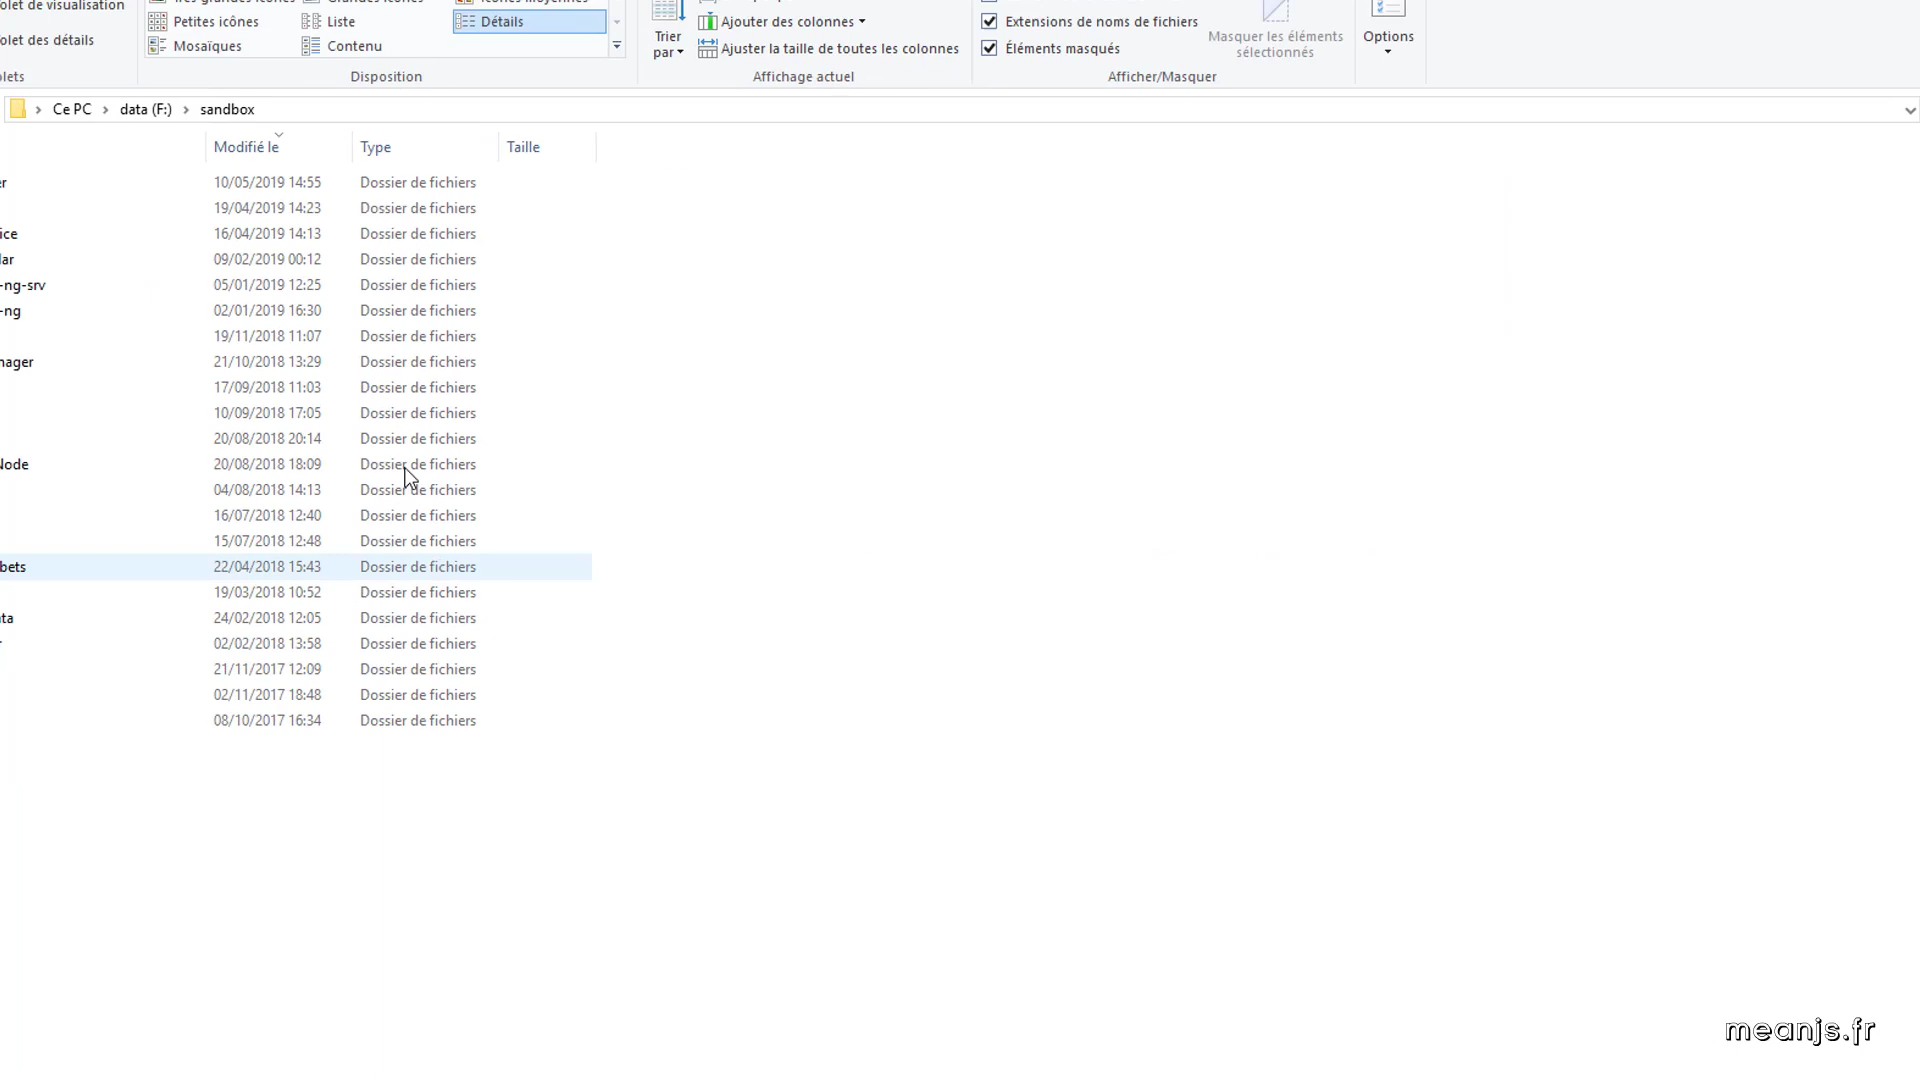 olet de visualisation
Petites icônes Liste Détails
Ajouter des colonnes
Extensions de noms de fichiers
olet des détails
Mosaïques Contenu
Trier par
Ajuster la taille de toutes les colonnes
Éléments masqués
Masquer les éléments sélectionnés
Options
Disposition
Affichage actuel
Afficher/Masquer
Ce PC > data (F:) > sandbox
Modifié le Type Taille
er 10/05/2019 14:55 Dossier de fichiers
19/04/2019 14:23 Dossier de fichiers
ice 16/04/2019 14:13 Dossier de fichiers
lar 09/02/2019 00:12 Dossier de fichiers
-ng-srv 05/01/2019 12:25 Dossier de fichiers
-ng 02/01/2019 16:30 Dossier de fichiers
19/11/2018 11:07 Dossier de fichiers
nager 21/10/2018 13:29 Dossier de fichiers
17/09/2018 11:03 Dossier de fichiers
10/09/2018 17:05 Dossier de fichiers
20/08/2018 20:14 Dossier de fichiers
Node 20/08/2018 18:09 Dossier de fichiers
04/08/2018 14:13 Dossier de fichiers
16/07/2018 12:40 Dossier de fichiers
15/07/2018 12:48 Dossier de fichiers
bets 22/04/2018 15:43 Dossier de fichiers
19/03/2018 10:52 Dossier de fichiers
ta 24/02/2018 12:05 Dossier de fichiers
02/02/2018 13:58 Dossier de fichiers
21/11/2017 12:09 Dossier de fichiers
02/11/2017 18:48 Dossier de fichiers
08/10/2017 16:34 Dossier de fichiers
meanjs.fr